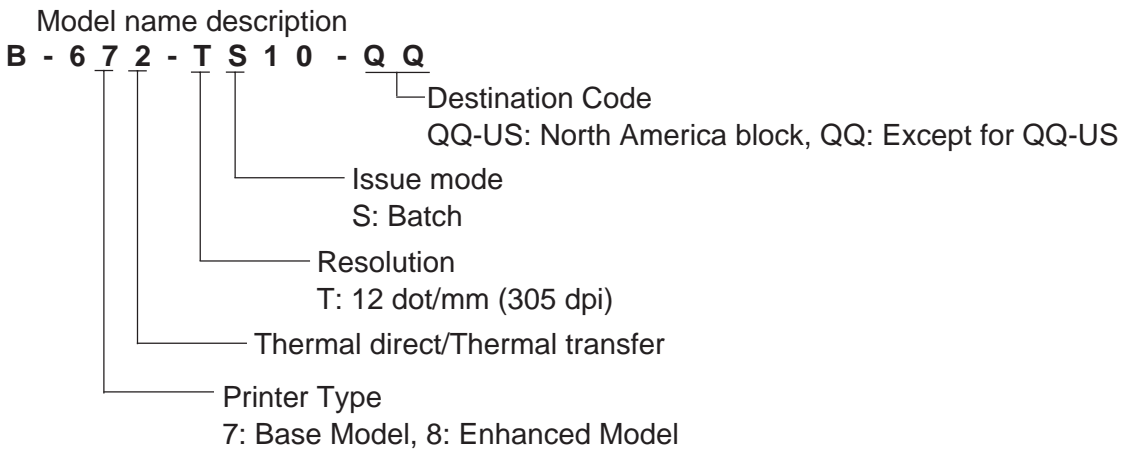 Model name description
B - 6 7 2 - T S 1 0 - Q Q
Destination Code
QQ-US: North America block, QQ: Except for QQ-US
Issue mode
S: Batch
Resolution
T: 12 dot/mm (305 dpi)
Thermal direct/Thermal transfer
Printer Type
7: Base Model, 8: Enhanced Model